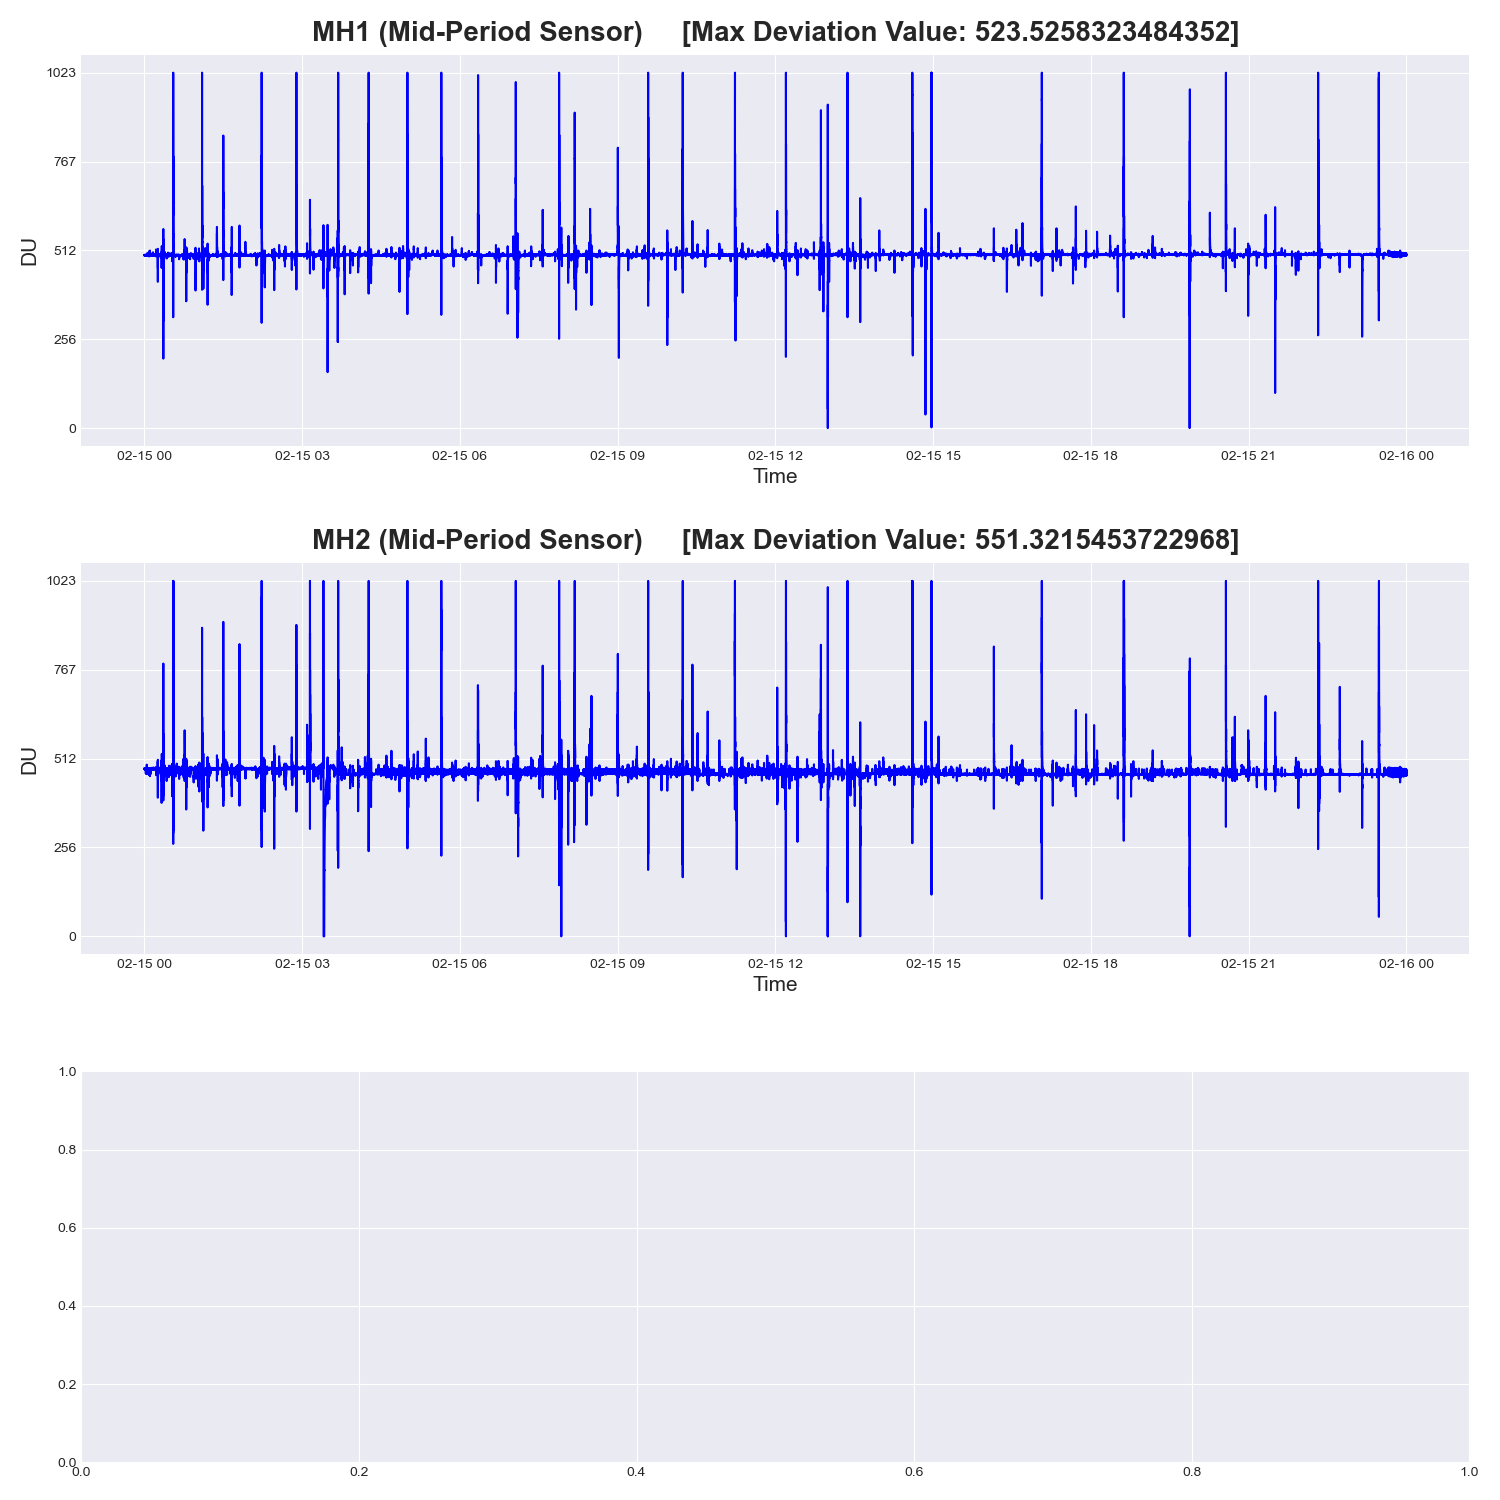 MH1 (Mid-Period Sensor) [Max Deviation Value: 523.5258323484352]
1023
767
512
256
0
DU
02-15 00 02-15 03 02-15 06 02-15 09 02-15 12 02-15 15 02-15 18 02-15 21 02-16 00
Time
MH2 (Mid-Period Sensor) [Max Deviation Value: 551.3215453722968]
1023
767
512
256
0
DU
02-15 00 02-15 03 02-15 06 02-15 09 02-15 12 02-15 15 02-15 18 02-15 21 02-16 00
Time
1.0
0.8
0.6
0.4
0.2
0.0
0.0 0.2 0.4 0.6 0.8 1.0